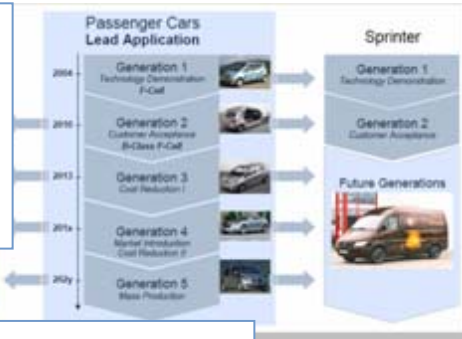 Passenger Cars
Lead Application
2004
Generation 1
Technology Demonstration
F-Cell
2010
Generation 2
Customer Acceptance
B-Class F-Cell
2013
Generation 3
Cost Reduction I
201x
Generation 4
Market Introduction
Cost Reduction II
202y
Generation 5
Mass Production
Sprinter
Generation 1
Technology Demonstration
Generation 2
Customer Acceptance
Future Generations